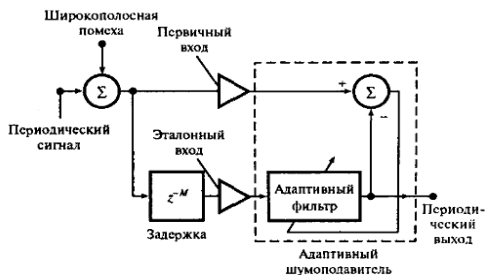 Широкополосная
помеха
Первичный
вход
Σ
+
Σ
−
Периодический
сигнал
Эталонный
вход
z⁻ᴹ
Адаптивный
фильтр
Задержка
Периоди-
ческий
выход
Адаптивный
шумоподавитель